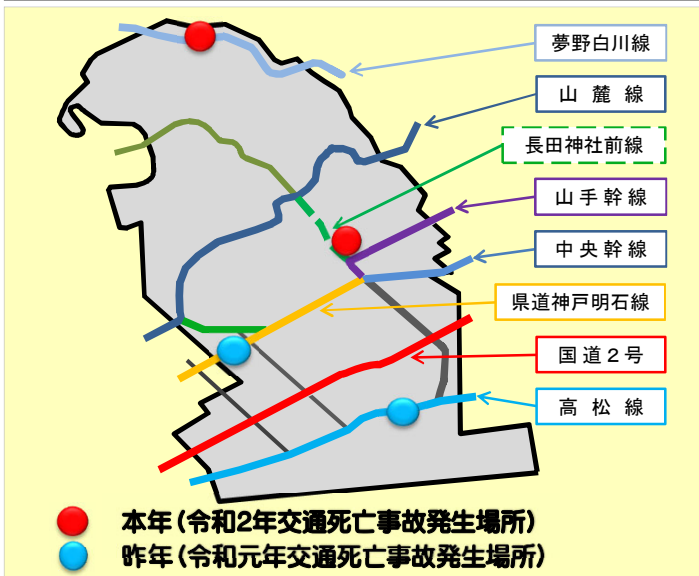 夢野白川線
山麓線
長田神社前線
山手幹線
中央幹線
県道神戸明石線
国道２号
高松線
本年(令和2年交通死亡事故発生場所)
昨年(令和元年交通死亡事故発生場所)